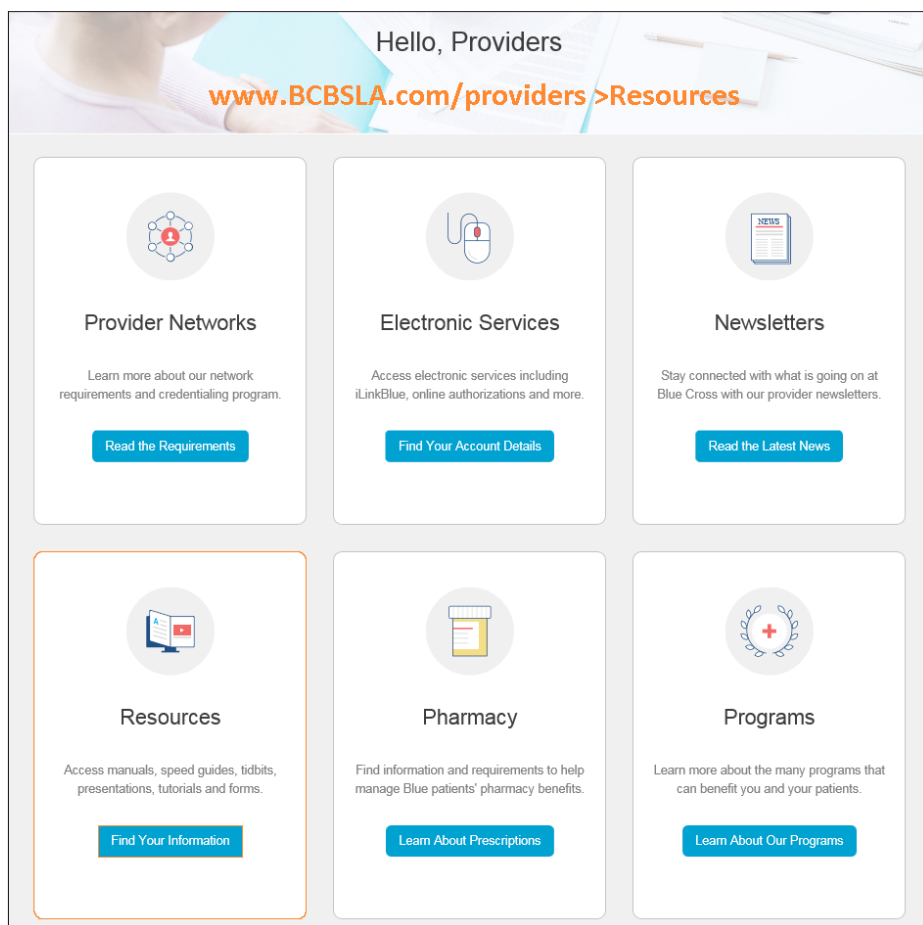 Hello, Providers
www.BCBSLA.com/providers >Resources
NEWS
Provider Networks
Learn more about our network
requirements and credentialing program.
Read the Requirements
Electronic Services
Access electronic services including
iLinkBlue, online authorizations and more.
Find Your Account Details
Newsletters
Stay connected with what is going on at
Blue Cross with our provider newsletters.
Read the Latest News
A
Resources
Access manuals, speed guides, tidbits,
presentations, tutorials and forms.
Find Your Information
Pharmacy
Find information and requirements to help
manage Blue patients' pharmacy benefits.
Learn About Prescriptions
Programs
Learn more about the many programs that
can benefit you and your patients.
Learn About Our Programs